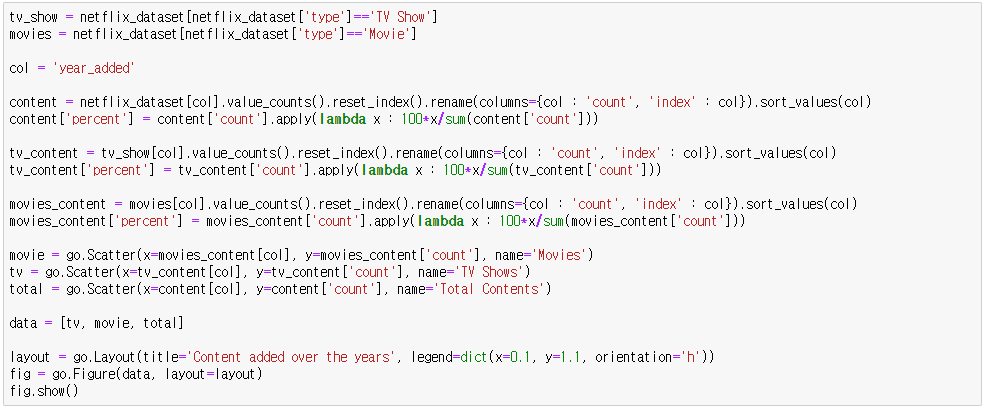 tv_show = netflix_dataset[netflix_dataset['type']=='TV Show']
movies = netflix_dataset[netflix_dataset['type']=='Movie']
col = 'year_added'
content = netflix_dataset[col].value_counts().reset_index().rename(columns={col : 'count', 'index' : col}).sort_values(col)
content['percent'] = content['count'].apply(lambda x : 100*x/sum(content['count']))
tv_content = tv_show[col].value_counts().reset_index().rename(columns={col : 'count', 'index' : col}).sort_values(col)
tv_content['percent'] = tv_content['count'].apply(lambda x : 100*x/sum(tv_content['count']))
movies_content = movies[col].value_counts().reset_index().rename(columns={col : 'count', 'index' : col}).sort_values(col)
movies_content['percent'] = movies_content['count'].apply(lambda x : 100*x/sum(movies_content['count']))
movie = go.Scatter(x=movies_content[col], y=movies_content['count'], name='Movies')
tv = go.Scatter(x=tv_content[col], y=tv_content['count'], name='TV Shows')
total = go.Scatter(x=content[col], y=content['count'], name='Total Contents')
data = [tv, movie, total]
layout = go.Layout(title='Content added over the years', legend=dict(x=0.1, y=1.1, orientation='h'))
fig = go.Figure(data, layout=layout)
fig.show()